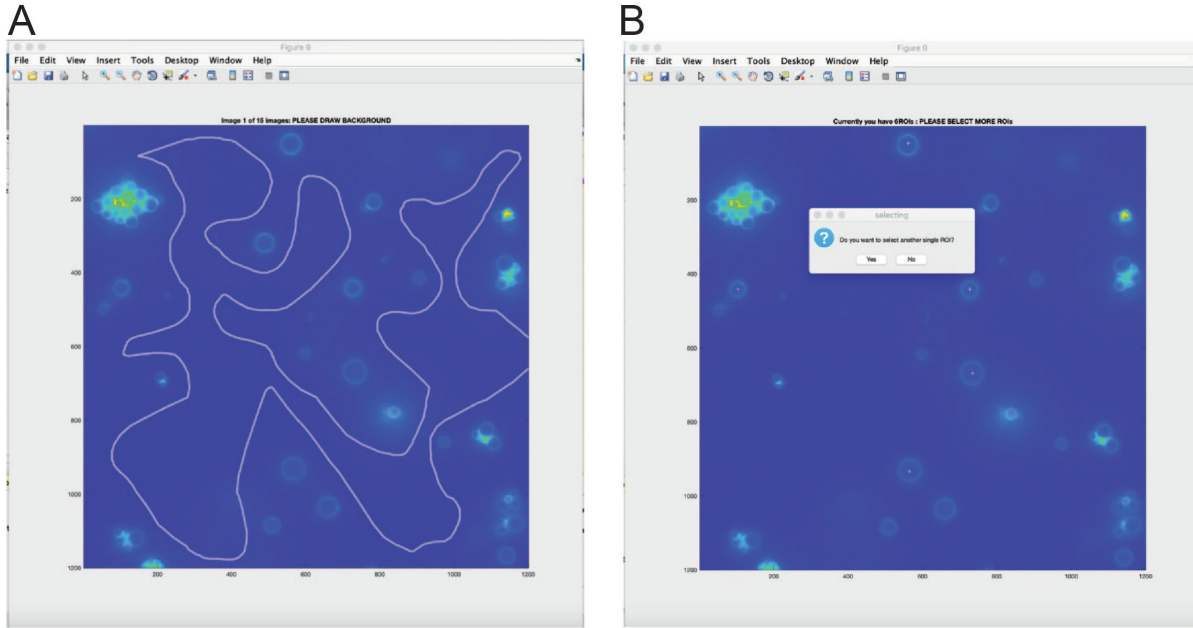 A
B
Figure 9
File Edit View Insert Tools Desktop Window Help
Image 1 of 15 images: PLEASE DRAW BACKGROUND
200
400
600
800
1000
1200
200 400 600 800 1000 1200
Figure 9
File Edit View Insert Tools Desktop Window Help
Currently you have 6ROIs : PLEASE SELECT MORE ROIs
200
selecting
Do you want to select another single ROI?
Yes No
400
600
800
1000
1200
200 400 600 800 1000 1200